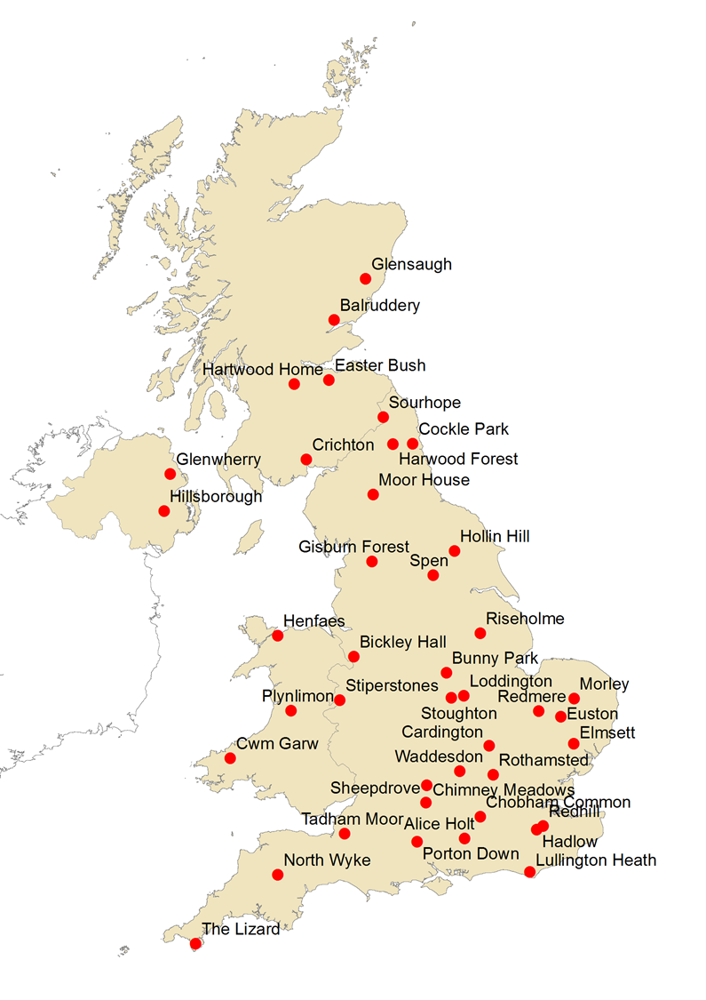 Glensaugh
Balruddery
Easter Bush
Hartwood Home
Sourhope
Cockle Park
Crichton
Harwood Forest
Glenwherry
Moor House
Hillsborough
Hollin Hill
Gisburn Forest
Spen
Riseholme
Henfaes
Bickley Hall
Bunny Park
Loddington
Morley
Stiperstones
Redmere
Plynlimon
Stoughton
Euston
Cardington
Elmsett
Cwm Garw
Waddesdon
Rothamsted
Sheepdrove
Chimney Meadows
Chobham Common
Redhill
Tadham Moor
Alice Holt
Hadlow
Porton Down
North Wyke
Lullington Heath
The Lizard